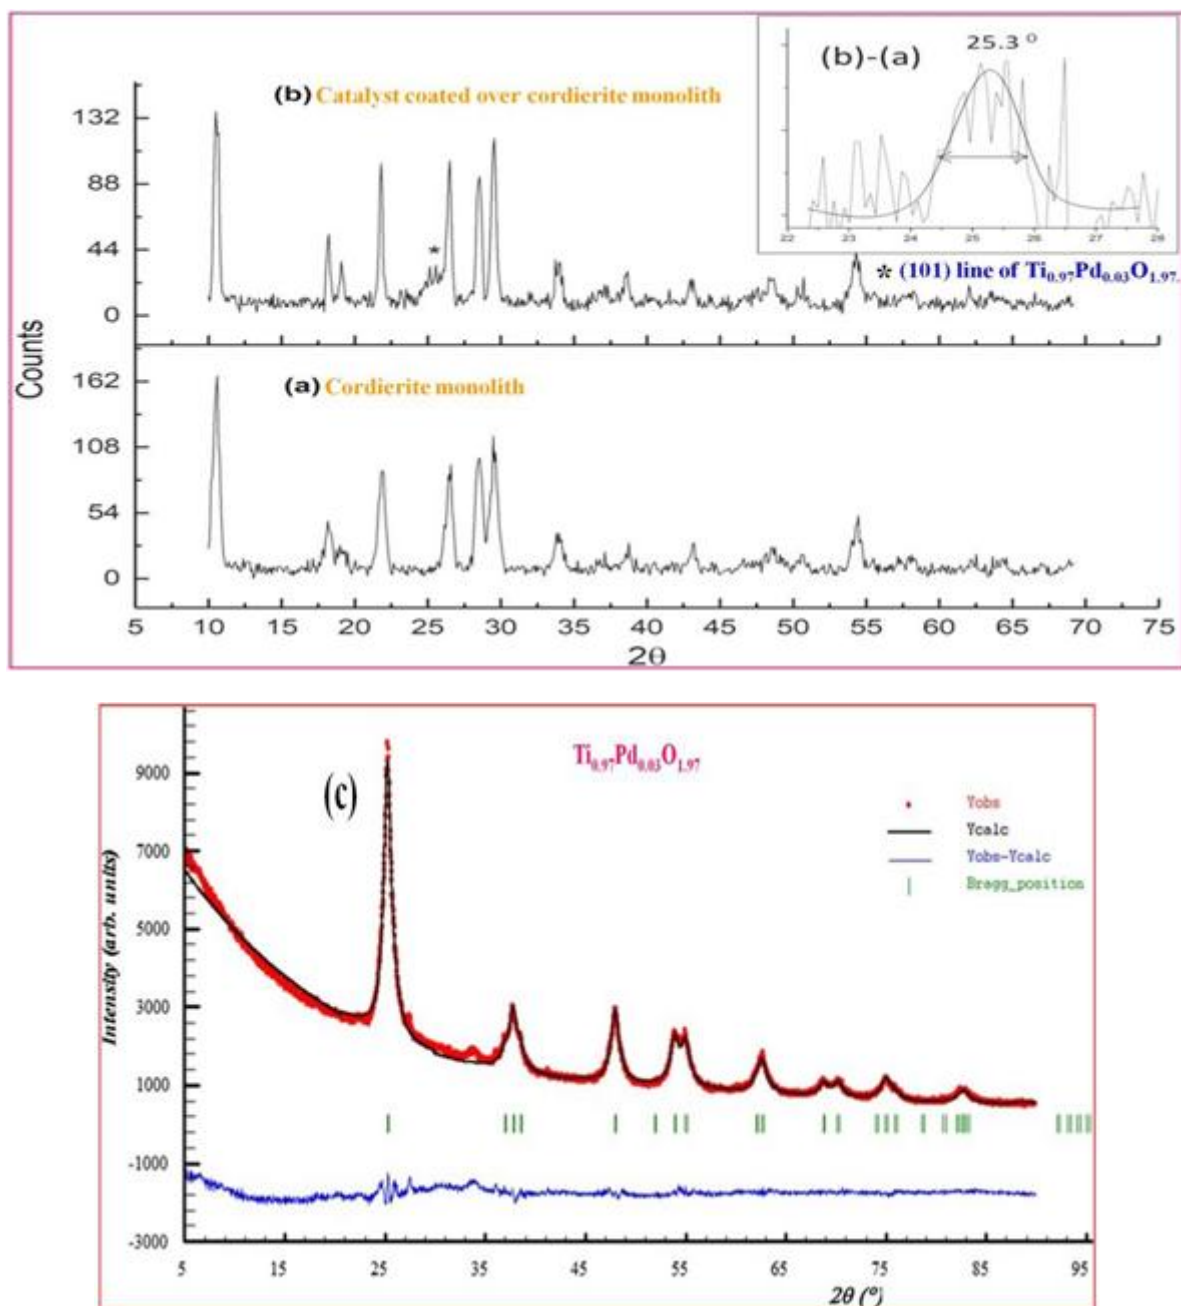 (b)-(a)
25.3 °
22 23 24 25 26 27 28
* (101) line of Ti0.97Pd0.03O1.97.
(b) Catalyst coated over cordierite monolith
132
88
44
*
0
Counts
(a) Cordierite monolith
162
108
54
0
5 10 15 20 25 30 35 40 45 50 55 60 65 70 75
2θ
Ti0.97Pd0.03O1.97
(c)
Yobs
Ycalc
Yobs-Ycalc
Bragg_position
Intensity (arb. units)
9000
7000
5000
3000
1000
-1000
-3000
5 15 25 35 45 55 65 75 85 95
2θ (°)